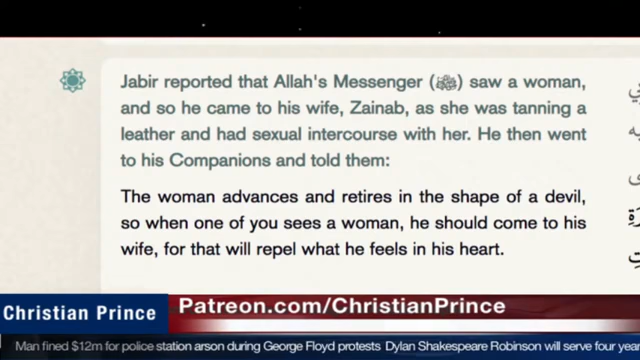 Jabir reported that Allah's Messenger (ﷺ) saw a woman,
and so he came to his wife, Zainab, as she was tanning a
leather and had sexual intercourse with her. He then went
to his Companions and told them:
The woman advances and retires in the shape of a devil,
so when one of you sees a woman, he should come to his
wife, for that will repel what he feels in his heart.
Christian Prince
Patreon.com/ChristianPrince
Man fined $12m for police station arson during George Floyd protests Dylan Shakespeare Robinson will serve four year